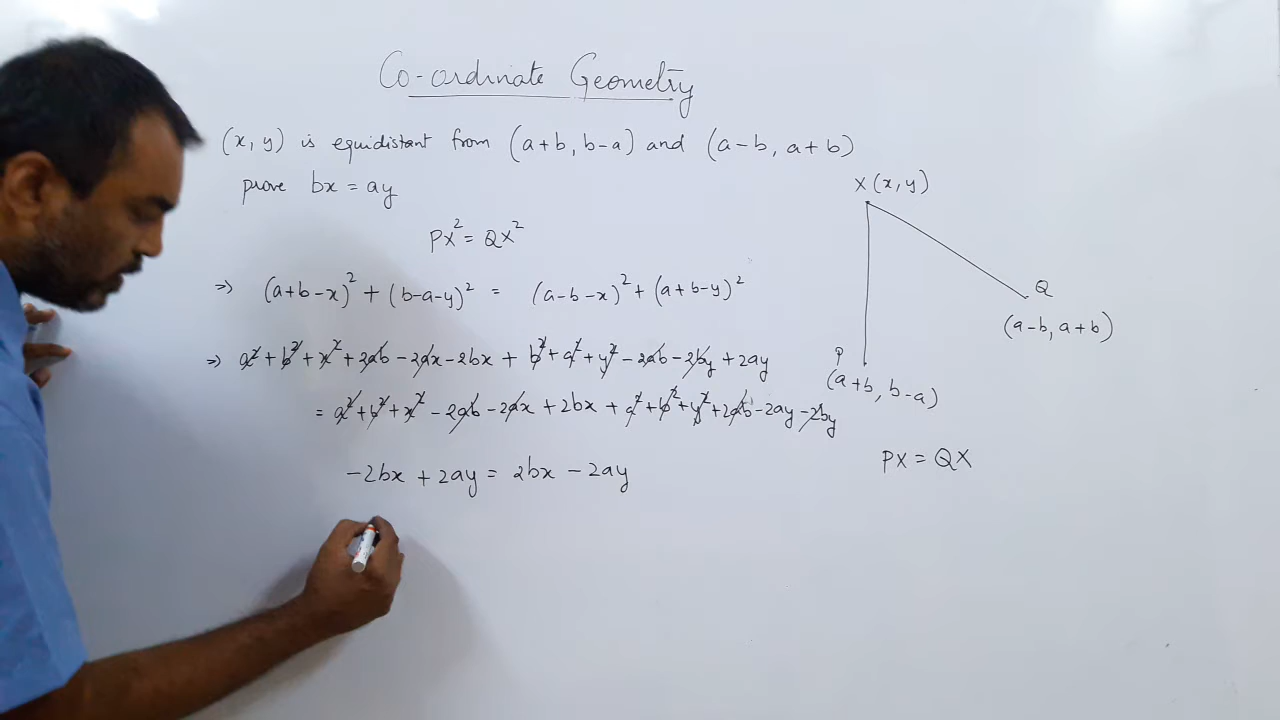 Co-ordinate Geometry
(x, y) is equidistant from (a+b, b-a) and (a-b, a+b)
prove bx = ay
PX² = QX²
⇒ (a+b-x)² + (b-a-y)² = (a-b-x)² + (a+b-y)²
⇒ a² + b² + x² + 2ab - 2ax - 2bx + b² + a² + y² - 2ab - 2by + 2ay
= a² + b² + x² - 2ab - 2ax + 2bx + a² + b² + y² + 2ab - 2ay - 2by
-2bx + 2ay = 2bx - 2ay
X (x, y)
Q
(a-b, a+b)
P
(a+b, b-a)
PX = QX